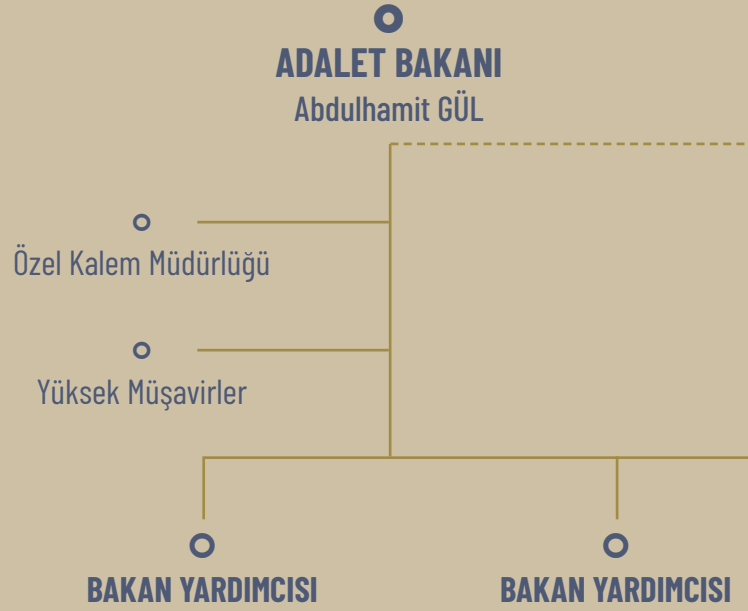 ADALET BAKANI
Abdulhamit GÜL
Özel Kalem Müdürlüğü
Yüksek Müşavirler
BAKAN YARDIMCISI
BAKAN YARDIMCISI